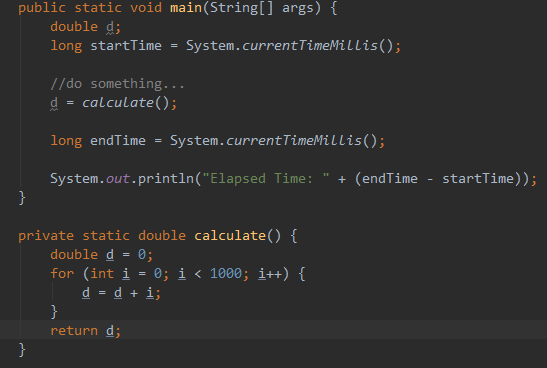 public static void main(String[] args) {
double d;
long startTime = System.currentTimeMillis();
//do something...
d = calculate();
long endTime = System.currentTimeMillis();
System.out.println("Elapsed Time: " + (endTime - startTime));
}
private static double calculate() {
double d = 0;
for (int i = 0; i < 1000; i++) {
d = d + i;
}
return d;
}